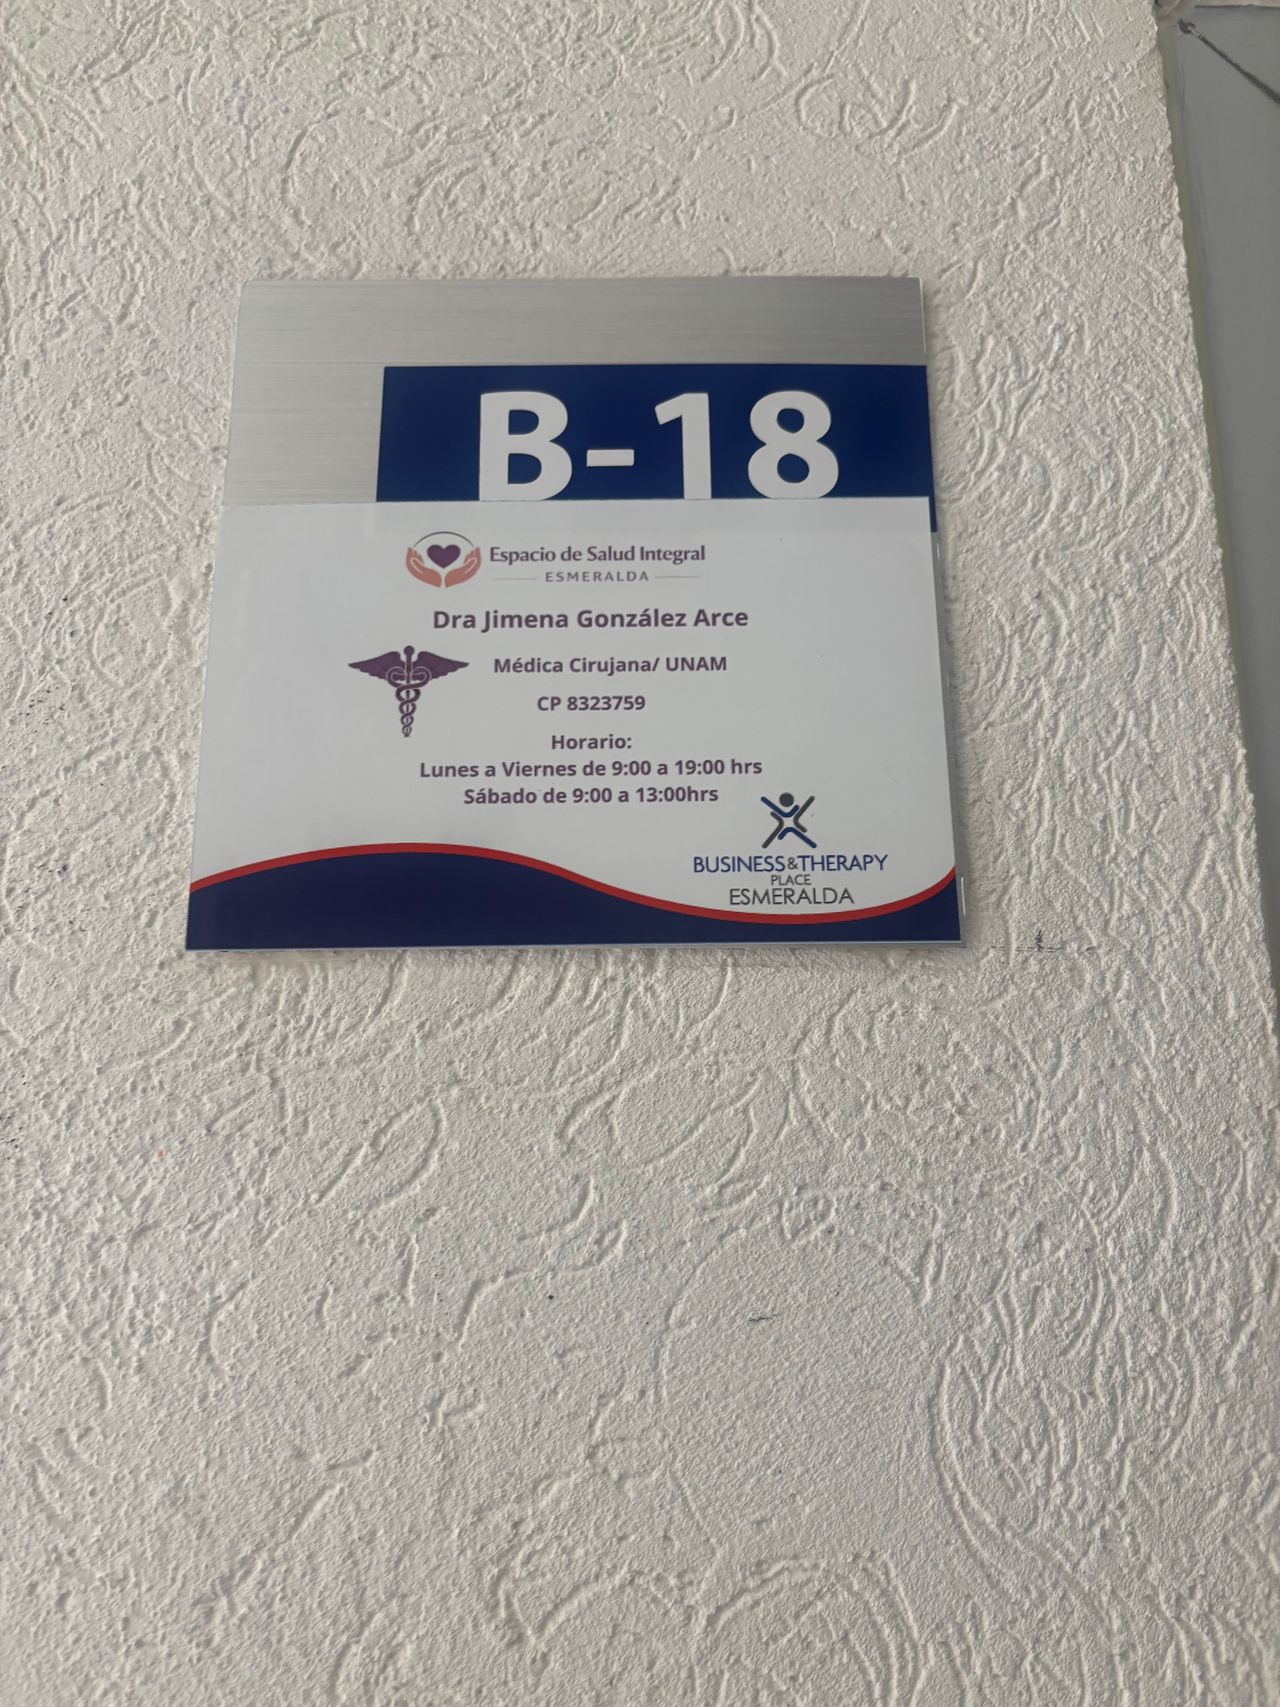 B-18
Espacio de Salud Integral
ESMERALDA
Dra Jimena González Arce
Médica Cirujana/ UNAM
CP 8323759
Horario:
Lunes a Viernes de 9:00 a 19:00 hrs
Sábado de 9:00 a 13:00hrs
BUSINESS&THERAPY
PLACE
ESMERALDA